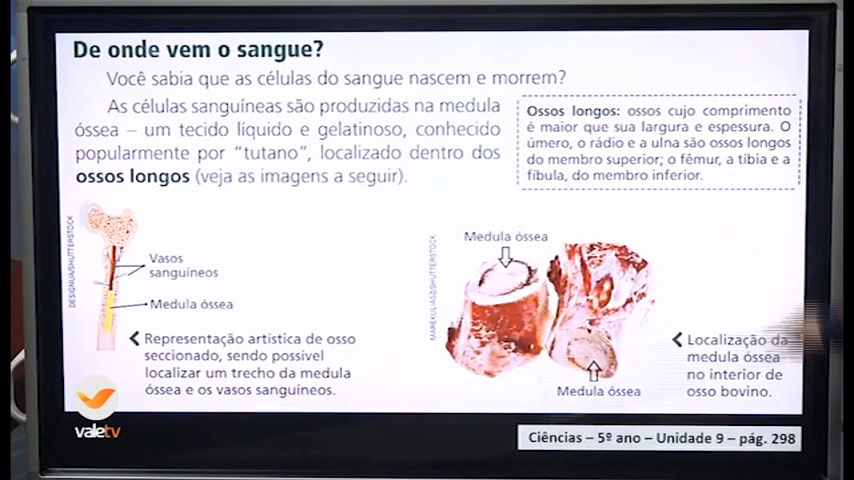 De onde vem o sangue?
Você sabia que as células do sangue nascem e morrem?
As células sanguíneas são produzidas na medula
óssea – um tecido líquido e gelatinoso, conhecido
popularmente por "tutano", localizado dentro dos
ossos longos (veja as imagens a seguir).
Ossos longos: ossos cujo comprimento
é maior que sua largura e espessura. O
úmero, o rádio e a ulna são ossos longos
do membro superior; o fêmur, a tíbia e a
fíbula, do membro inferior.
DESIGNUA/SHUTTERSTOCK
Vasos
sanguíneos
Medula óssea
Representação artística de osso
seccionado, sendo possível
localizar um trecho da medula
óssea e os vasos sanguíneos.
MAREKULIASZ/SHUTTERSTOCK
Medula óssea
Medula óssea
Localização da
medula óssea
no interior de
osso bovino.
valetv
Ciências – 5º ano – Unidade 9 – pág. 298